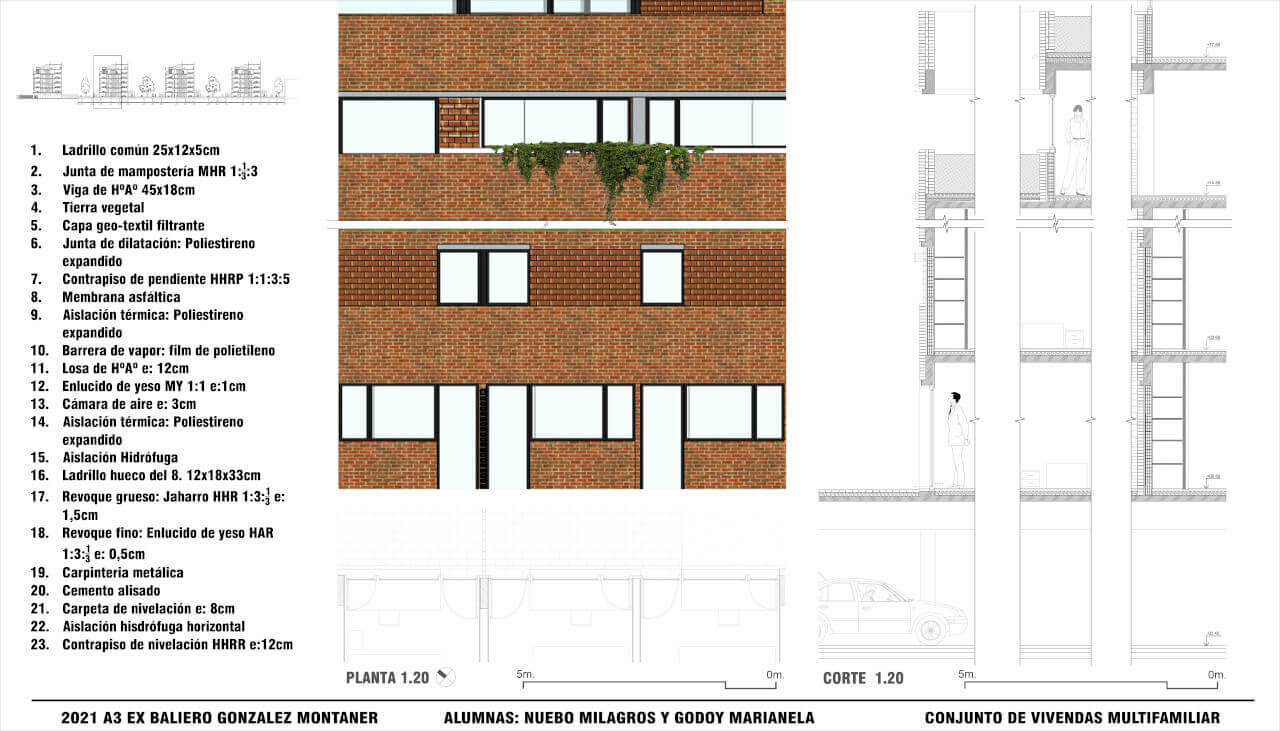 1. Ladrillo común 25x12x5cm
2. Junta de mampostería MHR 1:1/3:3
3. Viga de HºAº 45x18cm
4. Tierra vegetal
5. Capa geo-textil filtrante
6. Junta de dilatación: Poliestireno
expandido
7. Contrapiso de pendiente HHRP 1:1:3:5
8. Membrana asfáltica
9. Aislación térmica: Poliestireno
expandido
10. Barrera de vapor: film de polietileno
11. Losa de HºAº e: 12cm
12. Enlucido de yeso MY 1:1 e:1cm
13. Cámara de aire e: 3cm
14. Aislación térmica: Poliestireno
expandido
15. Aislación Hidrófuga
16. Ladrillo hueco del 8. 12x18x33cm
17. Revoque grueso: Jaharro HHR 1:3:1/3 e:
1,5cm
18. Revoque fino: Enlucido de yeso HAR
1:3:1/3 e: 0,5cm
19. Carpinteria metálica
20. Cemento alisado
21. Carpeta de nivelación e: 8cm
22. Aislación hisdrófuga horizontal
23. Contrapiso de nivelación HHRR e:12cm
PLANTA 1.20
5m.
0m.
CORTE 1.20
5m.
0m.
2021 A3 EX BALIERO GONZALEZ MONTANER
ALUMNAS: NUEBO MILAGROS Y GODOY MARIANELA
CONJUNTO DE VIVENDAS MULTIFAMILIAR